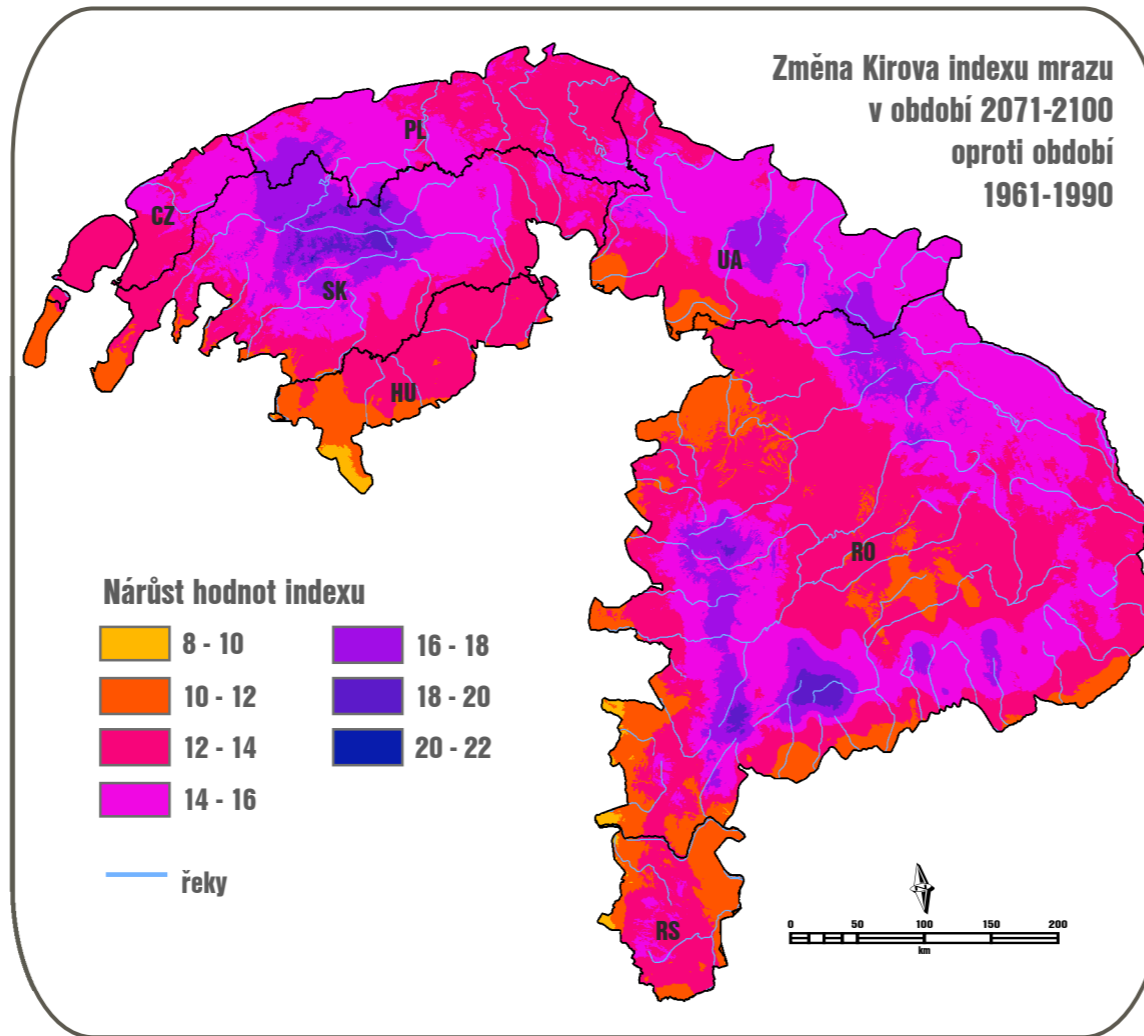 Změna Kirova indexu mrazu
v období 2071-2100
oproti období
1961-1990
PL
CZ
SK
UA
HU
RO
RS
Nárůst hodnot indexu
8 - 10
10 - 12
12 - 14
14 - 16
16 - 18
18 - 20
20 - 22
řeky
0 50 100 150 200
km